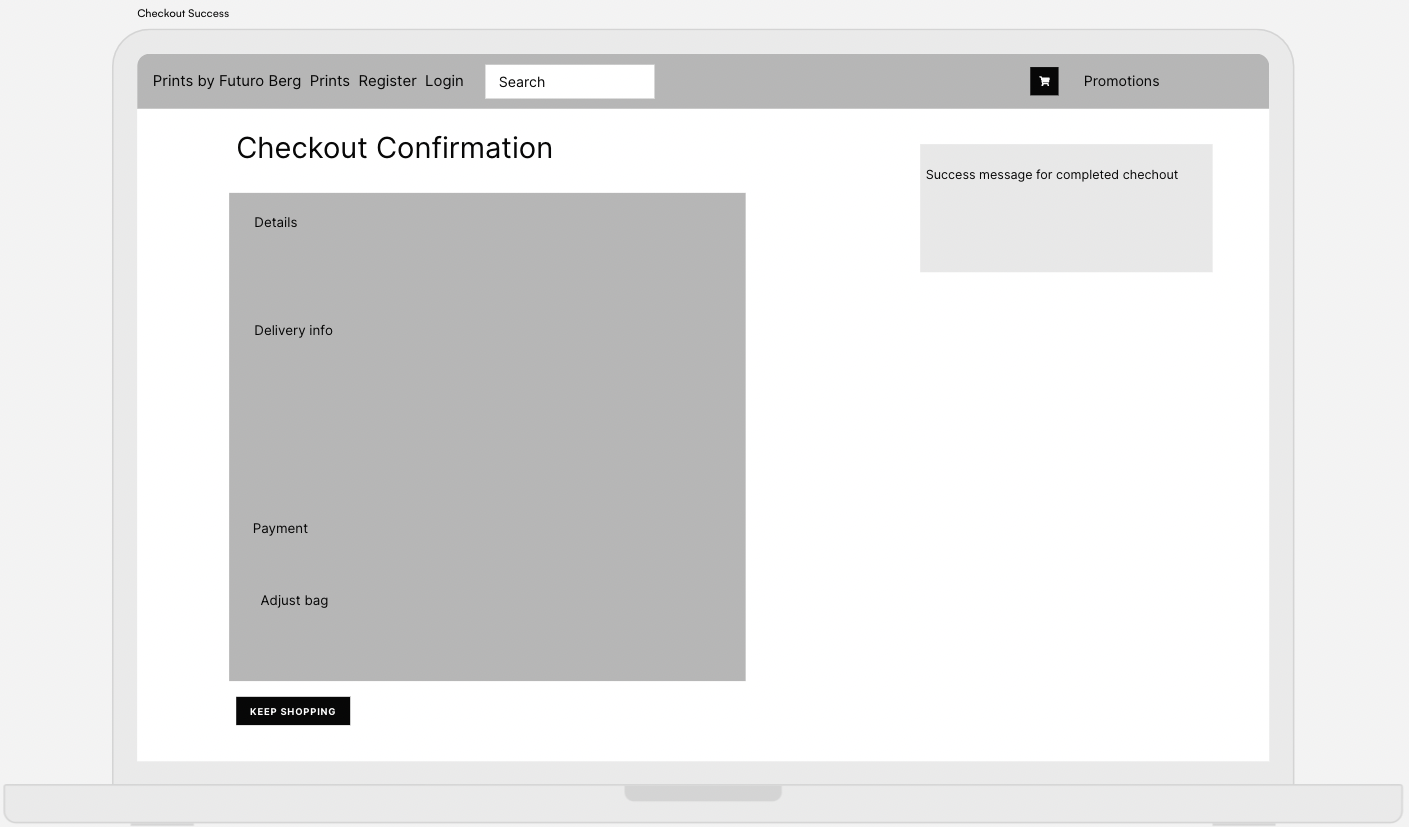 Checkout Success
Prints by Futuro Berg Prints Register Login Search Promotions
Checkout Confirmation
Success message for completed chechout
Details
Delivery info
Payment
Adjust bag
KEEP SHOPPING